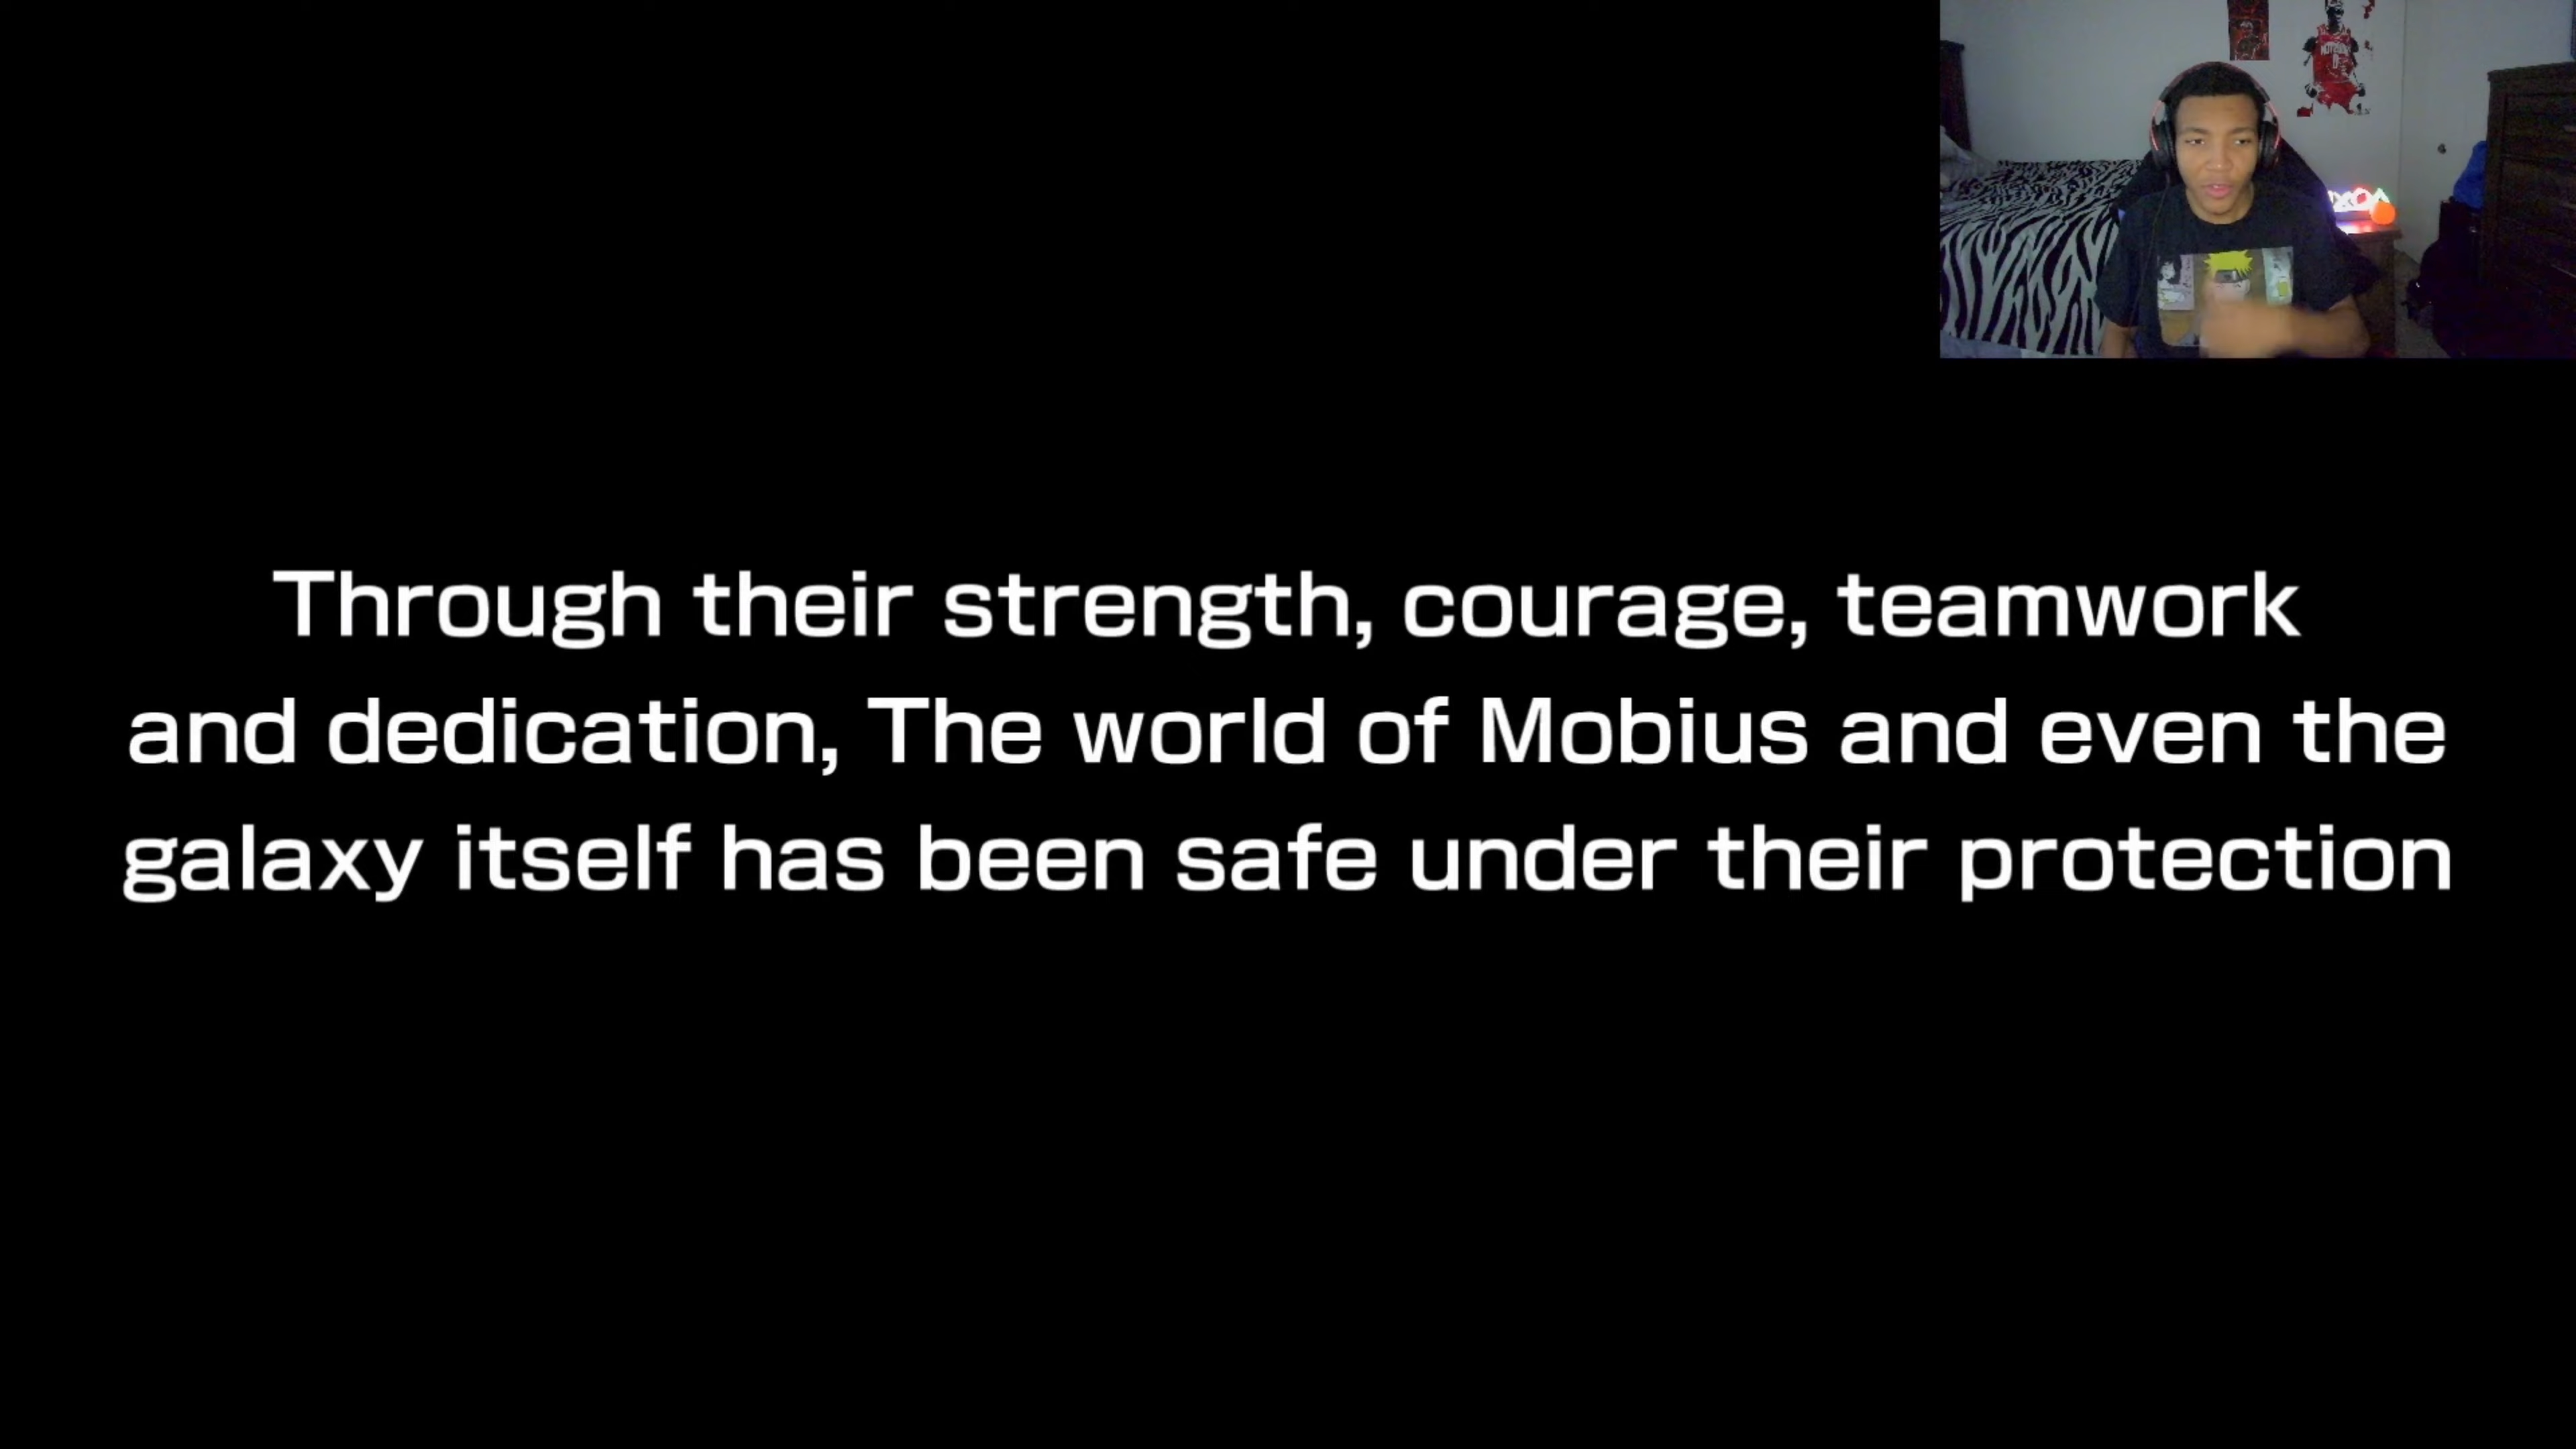 Through their strength, courage, teamwork
and dedication, The world of Mobius and even the
galaxy itself has been safe under their protection